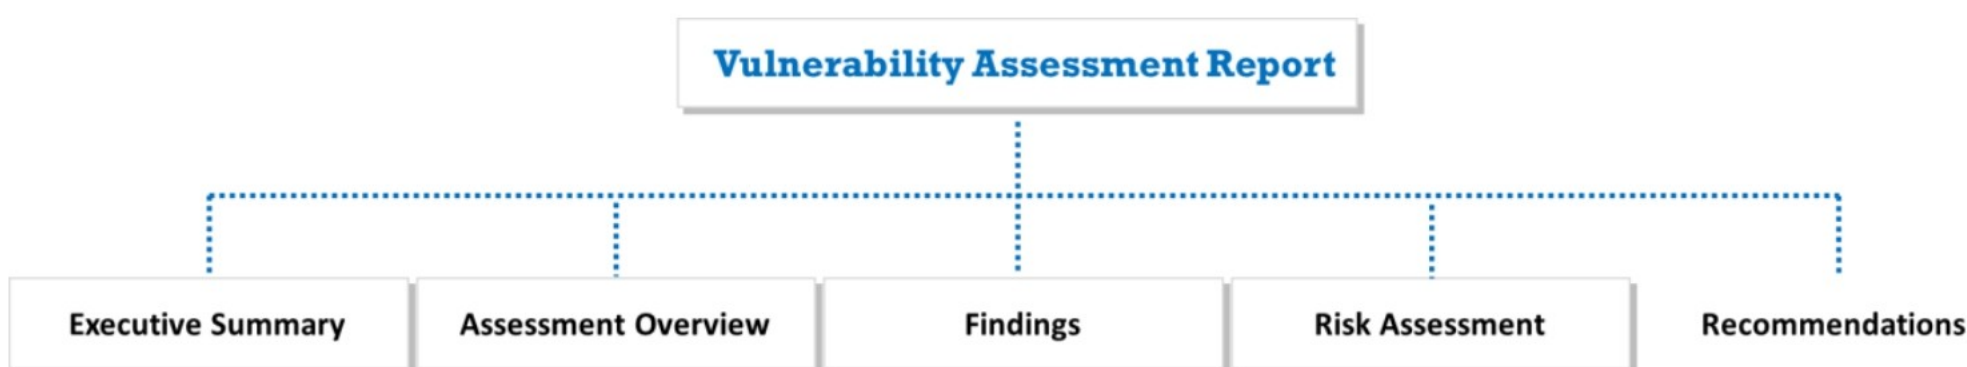 Vulnerability Assessment Report
Executive Summary
Assessment Overview
Findings
Risk Assessment
Recommendations